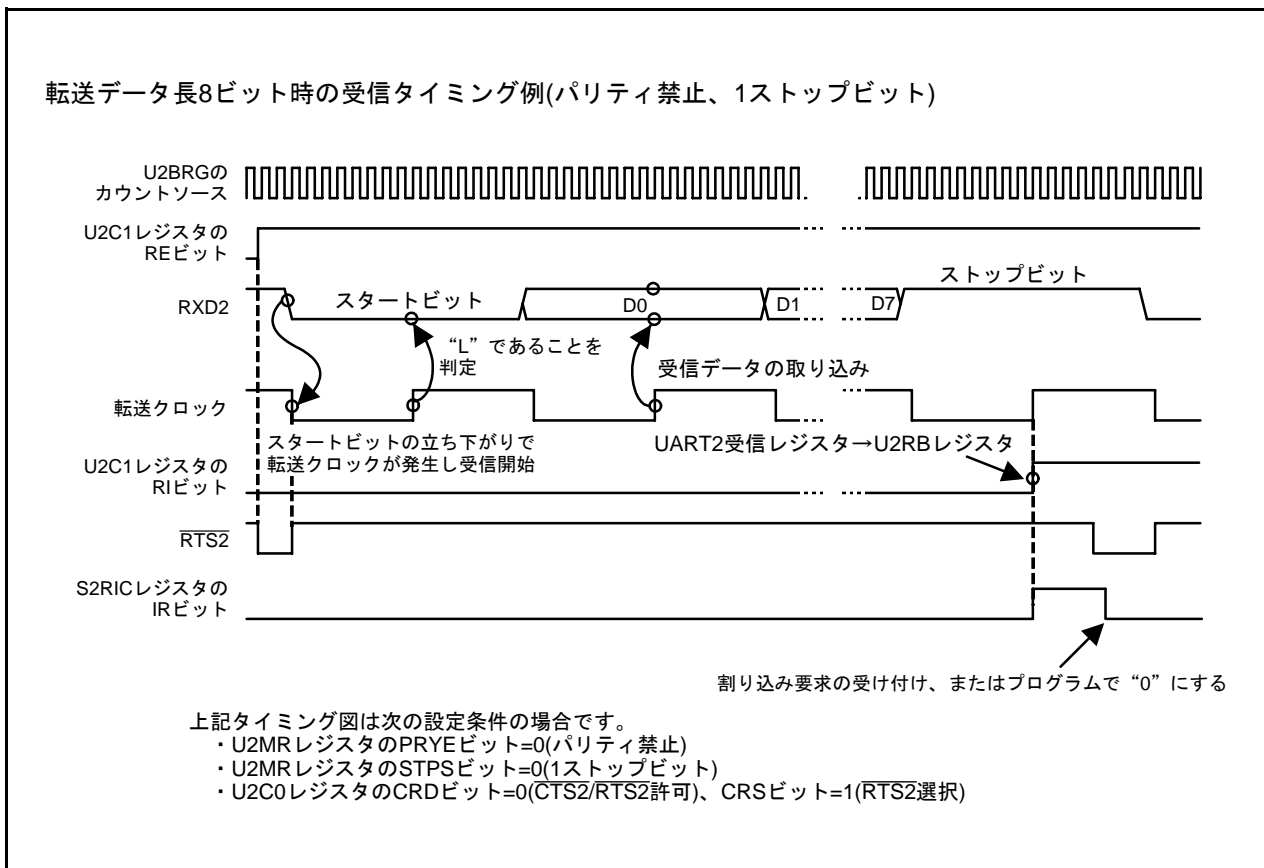 転送データ長8ビット時の受信タイミング例(パリティ禁止、1ストップビット)
U2BRGの
カウントソース
U2C1レジスタの
REビット
RXD2
スタートビット
D0
D1
D7
ストップビット
“L”であることを
判定
受信データの取り込み
転送クロック
スタートビットの立ち下がりで
転送クロックが発生し受信開始
UART2受信レジスタ→U2RBレジスタ
U2C1レジスタの
RIビット
RTS2
S2RICレジスタの
IRビット
割り込み要求の受け付け、またはプログラムで“0”にする
上記タイミング図は次の設定条件の場合です。
・U2MRレジスタのPRYEビット=0(パリティ禁止)
・U2MRレジスタのSTPSビット=0(1ストップビット)
・U2C0レジスタのCRDビット=0(CTS2/RTS2許可)、CRSビット=1(RTS2選択)